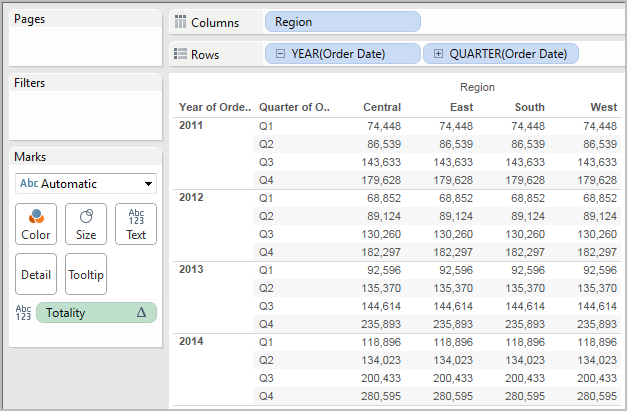 Pages
Columns Region
Rows YEAR(Order Date) QUARTER(Order Date)
Filters
Region
Year of Orde.. Quarter of O.. Central East South West
2011 Q1 74,448 74,448 74,448 74,448
Q2 86,539 86,539 86,539 86,539
Q3 143,633 143,633 143,633 143,633
Q4 179,628 179,628 179,628 179,628
2012 Q1 68,852 68,852 68,852 68,852
Q2 89,124 89,124 89,124 89,124
Q3 130,260 130,260 130,260 130,260
Q4 182,297 182,297 182,297 182,297
2013 Q1 92,596 92,596 92,596 92,596
Q2 135,370 135,370 135,370 135,370
Q3 144,614 144,614 144,614 144,614
Q4 235,893 235,893 235,893 235,893
2014 Q1 118,896 118,896 118,896 118,896
Q2 134,023 134,023 134,023 134,023
Q3 200,433 200,433 200,433 200,433
Q4 280,595 280,595 280,595 280,595
Marks
Abc Automatic
Abc
123
Color Size Text
Detail Tooltip
Abc
123 Totality Δ